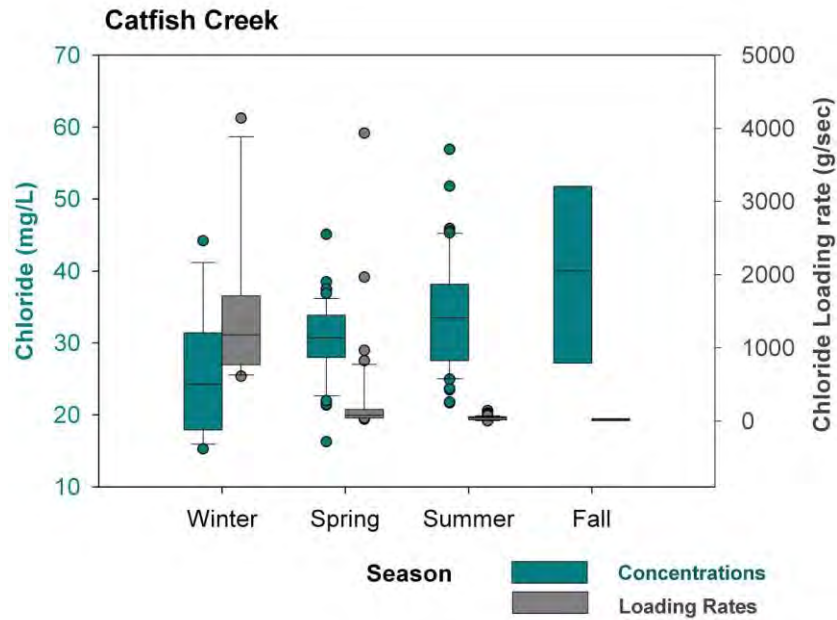 Catfish Creek
Chloride (mg/L)
70
60
50
40
30
20
10
5000
4000
3000
2000
1000
0
Chloride Loading rate (g/sec)
Winter Spring Summer Fall
Season
Concentrations
Loading Rates